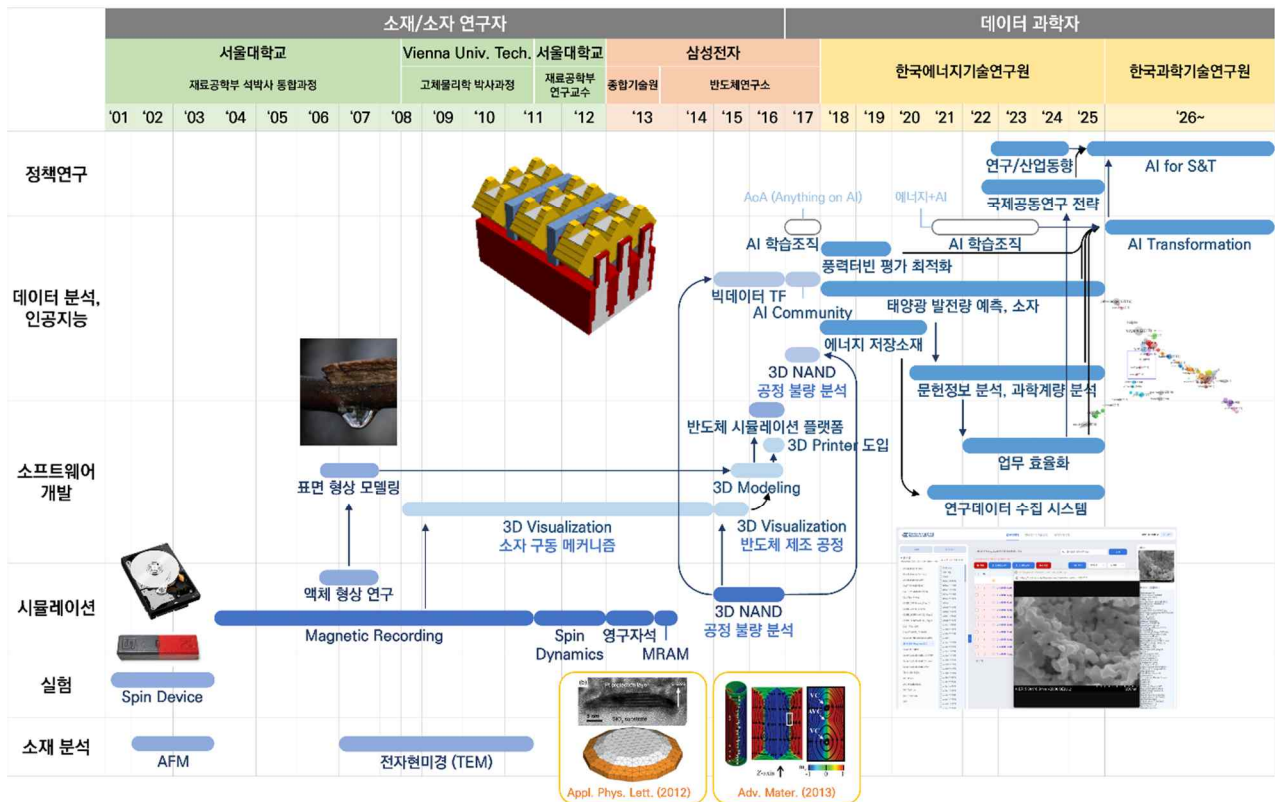 소재/소자 연구자
데이터 과학자
서울대학교
재료공학부 석박사 통합과정
Vienna Univ. Tech.
고체물리학 박사과정
서울대학교
재료공학부
연구교수
삼성전자
종합기술원
반도체연구소
한국에너지기술연구원
한국과학기술연구원
‘01 ‘02 ‘03 ‘04 ‘05 ‘06 ‘07 ‘08 ‘09 ‘10 ‘11 ‘12 ‘13 ‘14 ‘15 ‘16 ‘17 ‘18 ‘19 ‘20 ‘21 ‘22 ‘23 ‘24 ‘25 ‘26~
정책연구
연구/산업동향
AI for S&T
국제공동연구 전략
데이터 분석,
인공지능
AoA (Anything on AI)
AI 학습조직
에너지+AI
AI 학습조직
AI Transformation
풍력터빈 평가 최적화
빅데이터 TF
AI Community
태양광 발전량 예측, 소자
에너지 저장소재
3D NAND
공정 불량 분석
문헌정보 분석, 과학계량 분석
소프트웨어
개발
반도체 시뮬레이션 플랫폼
3D Printer 도입
표면 형상 모델링
3D Modeling
업무 효율화
연구데이터 수집 시스템
3D Visualization
소자 구동 메커니즘
3D Visualization
반도체 제조 공정
시뮬레이션
액체 형상 연구
Magnetic Recording
Spin
Dynamics
영구자석
MRAM
3D NAND
공정 불량 분석
실험
Spin Device
소재 분석
AFM
전자현미경 (TEM)
Appl. Phys. Lett. (2012)
VC
AVC
VC
Z-axis
-1 0 1
Adv. Mater. (2013)